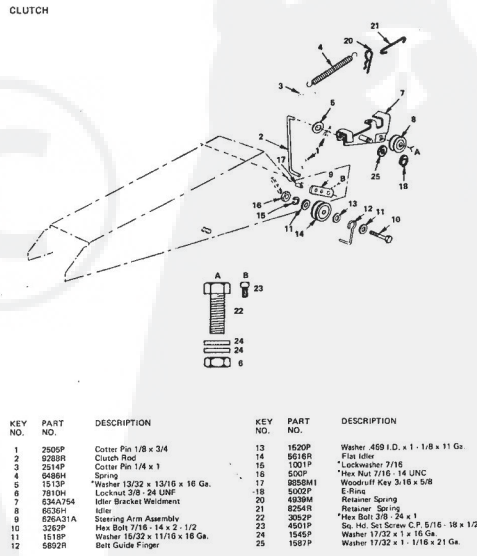 CLUTCH
21
20
4
3
7
6
8
2
A
17
9
B
25
18
16
15
13
12
11
11
14
10
A
B
23
22
24
24
6
KEY NO. PART NO. DESCRIPTION
1 2505P Cotter Pin 1/8 x 3/4
2 9288R Clutch Rod
3 2514P Cotter Pin 1/4 x 1
4 6486H Spring
5 1513P *Washer 13/32 x 13/16 x 16 Ga.
6 7810H Locknut 3/8 - 24 UNF
7 634A754 Idler Bracket Weldment
8 6636H Idler
9 626A31A Steering Arm Assembly
10 3262P Hex Bolt 7/16 - 14 x 2 - 1/2
11 1518P Washer 15/32 x 11/16 x 16 Ga.
12 5892R Belt Guide Finger
KEY NO. PART NO. DESCRIPTION
13 1520P Washer .469 I.D. x 1 - 1/8 x 11 Ga.
14 5616R Flat Idler
15 1001P *Lockwasher 7/16
16 500P *Hex Nut 7/16 - 14 UNC
17 9858M1 Woodruff Key 3/16 x 5/8
18 5002P E-Ring
20 4939M Retainer Spring
21 8254R Retainer Spring
22 3052P *Hex Bolt 3/8 - 24 x 1
23 4501P Sq. Hd. Set Screw C.P. 5/16 - 18 x 1/2
24 1545P Washer 17/32 x 1 x 16 Ga.
25 1587P Washer 17/32 x 1 - 1/16 x 21 Ga.